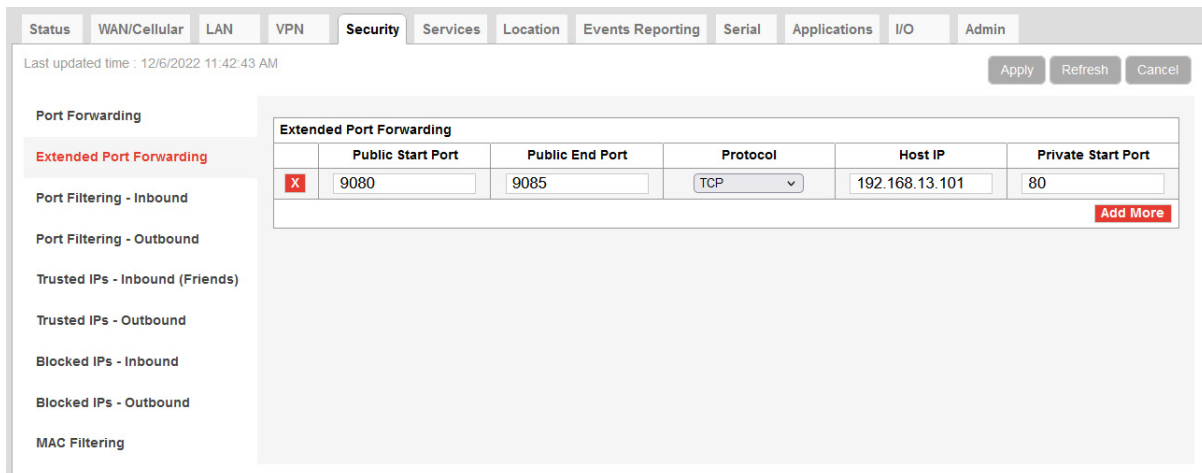 Status WAN/Cellular LAN VPN Security Services Location Events Reporting Serial Applications I/O Admin
Last updated time : 12/6/2022 11:42:43 AM
Apply Refresh Cancel
Port Forwarding
Extended Port Forwarding
Port Filtering - Inbound
Port Filtering - Outbound
Trusted IPs - Inbound (Friends)
Trusted IPs - Outbound
Blocked IPs - Inbound
Blocked IPs - Outbound
MAC Filtering
Extended Port Forwarding
Public Start Port Public End Port Protocol Host IP Private Start Port
X 9080 9085 TCP 192.168.13.101 80
Add More